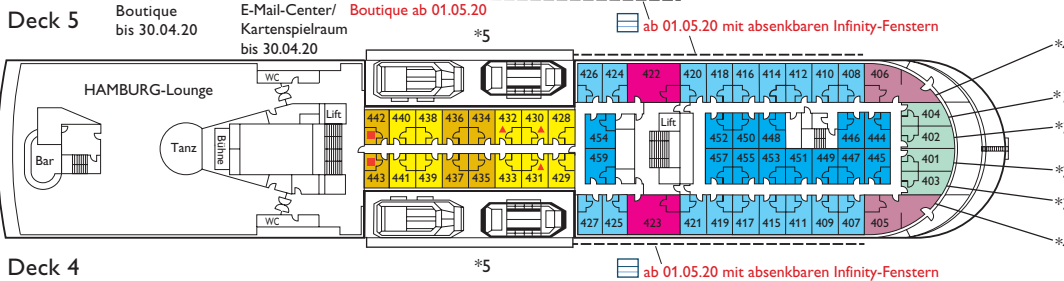 Deck 5
Boutique
bis 30.04.20
E-Mail-Center/
Kartenspielraum
bis 30.04.20
Boutique ab 01.05.20
*5
ab 01.05.20 mit absenkbaren Infinity-Fenstern
WC
HAMBURG-Lounge
Lift
Bar
Tanz
Bühne
WC
442 440 438 436 434 432 430 428
443 441 439 437 435 433 431 429
426 424 422 420 418 416 414 412 410 408 406
454 Lift 452 450 448 446 444
459 457 455 453 451 449 447 445
404
402
401
403
427 425 423 421 419 417 415 411 409 407 405
*
*
*
*
*
*
Deck 4
*5
ab 01.05.20 mit absenkbaren Infinity-Fenstern